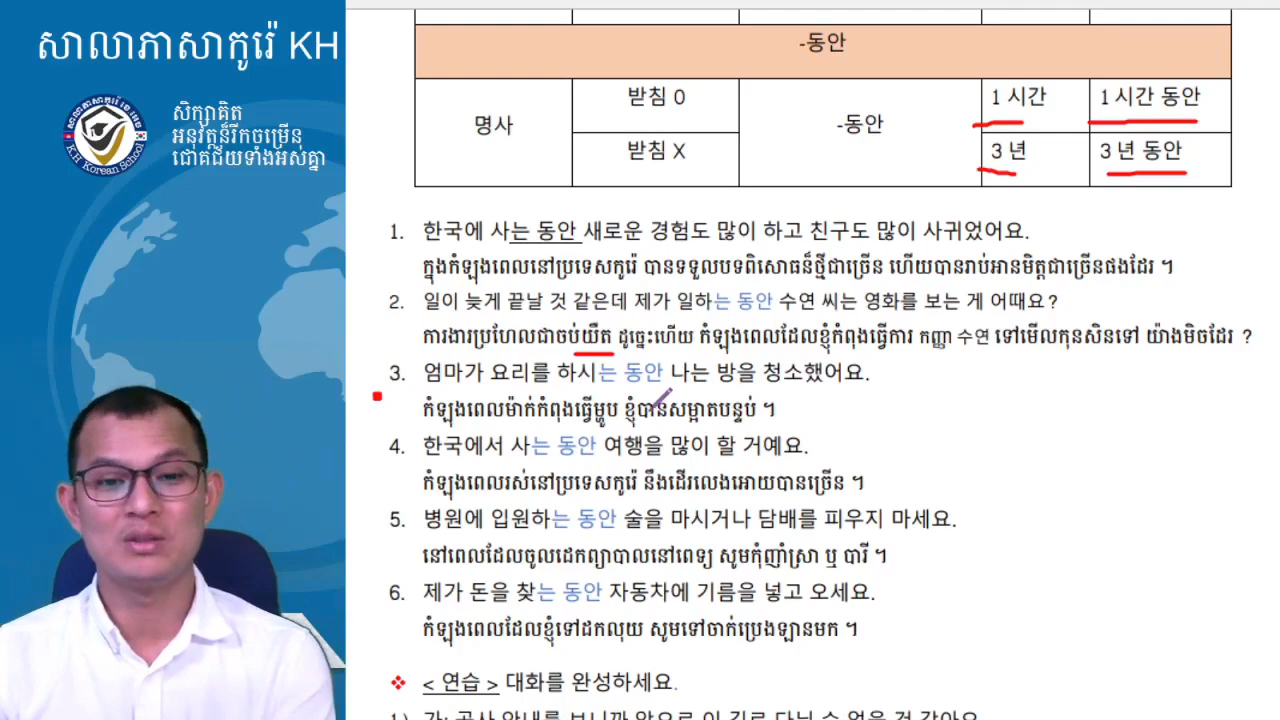 សាលាភាសាកូរ៉េ KH
សិក្សាគិត
អនុវត្តន៍រីកចម្រើន
ជោគជ័យទាំងអស់គ្នា
KH Korean School
-동안
명사
받침 O
-동안
1 시간
1 시간 동안
받침 X
3 년
3 년 동안
1. 한국에 사는 동안 새로운 경험도 많이 하고 친구도 많이 사귀었어요.
ក្នុងកំឡុងពេលនៅប្រទេសកូរ៉េ បានទទួលបទពិសោធន៏ថ្មីជាច្រើន ហើយបានរាប់អានមិត្តជាច្រើនផងដែរ ។
2. 일이 늦게 끝날 것 같은데 제가 일하는 동안 수연 씨는 영화를 보는 게 어때요?
ការងារប្រហែលជាចប់យឺត ដូច្នេះហើយ កំឡុងពេលដែលខ្ញុំកំពុងធ្វើការ កញ្ញា 수연 ទៅមើលកុនសិនទៅ យ៉ាងមិចដែរ ?
3. 엄마가 요리를 하시는 동안 나는 방을 청소했어요.
កំឡុងពេលម៉ាក់កំពុងធ្វើម្ហូប ខ្ញុំបានសម្អាតបន្ទប់ ។
4. 한국에서 사는 동안 여행을 많이 할 거예요.
កំឡុងពេលរស់នៅប្រទេសកូរ៉េ នឹងដើរលេងអោយបានច្រើន ។
5. 병원에 입원하는 동안 술을 마시거나 담배를 피우지 마세요.
នៅពេលដែលចូលដេកព្យាបាលនៅពេទ្យ សូមកុំញាំស្រា ឬ បារី ។
6. 제가 돈을 찾는 동안 자동차에 기름을 넣고 오세요.
កំឡុងពេលដែលខ្ញុំទៅដកលុយ សូមទៅចាក់ប្រេងឡានមក ។
❖ < 연습 > 대화를 완성하세요.